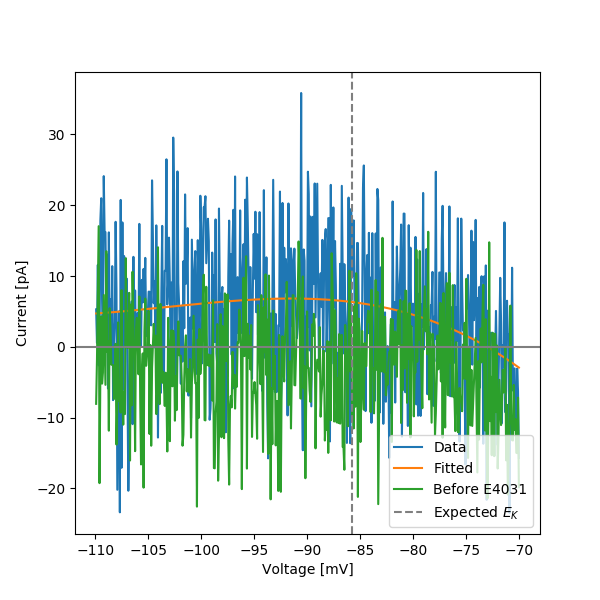 30
20
10
0
−10
−20
Current [pA]
−110
−105
−100
−95
−90
−85
−80
−75
−70
Voltage [mV]
Data
Fitted
Before E4031
Expected E_K